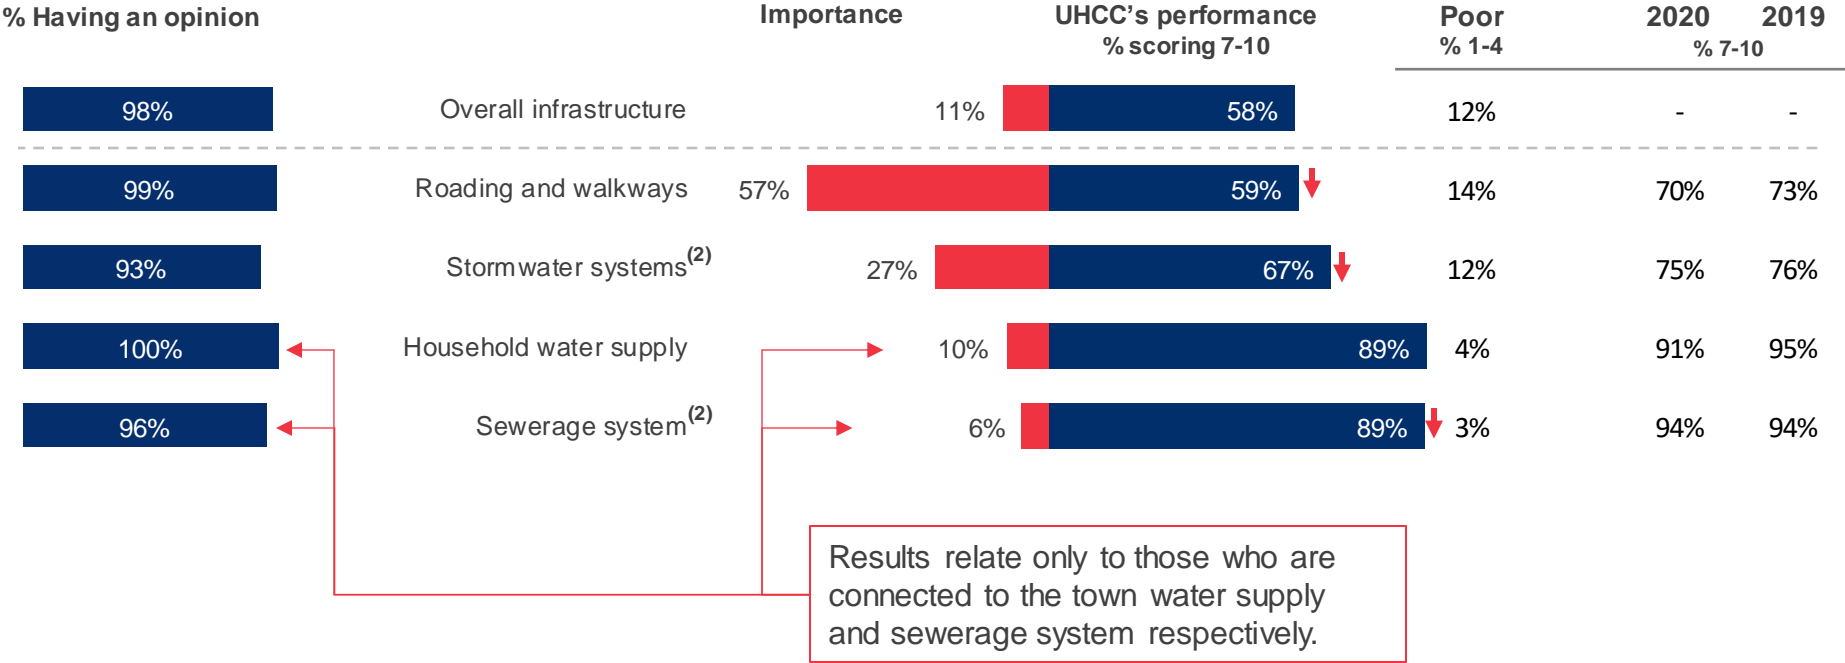 % Having an opinion Importance UHCC's performance Poor 2020 2019
% scoring 7-10 % 1-4 % 7-10
98% Overall infrastructure 11% 58% 12% - -
99% Roading and walkways 57% 59% 14% 70% 73%
93% Stormwater systems(2) 27% 67% 12% 75% 76%
100% Household water supply 10% 89% 4% 91% 95%
96% Sewerage system(2) 6% 89% 3% 94% 94%
Results relate only to those who are
connected to the town water supply
and sewerage system respectively.